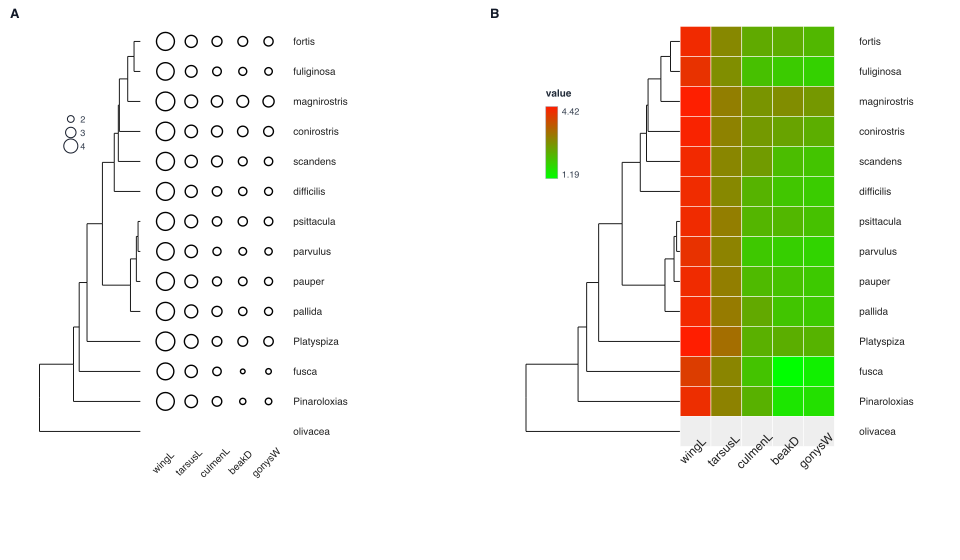 A
fortis
fuliginosa
magnirostris
conirostris
scandens
difficilis
psittacula
parvulus
pauper
pallida
Platyspiza
fusca
Pinaroloxias
olivacea
2
3
4
wingL
tarsusL
culmenL
beakD
gonysW
B
value
4.42
1.19
fortis
fuliginosa
magnirostris
conirostris
scandens
difficilis
psittacula
parvulus
pauper
pallida
Platyspiza
fusca
Pinaroloxias
olivacea
wingL
tarsusL
culmenL
beakD
gonysW